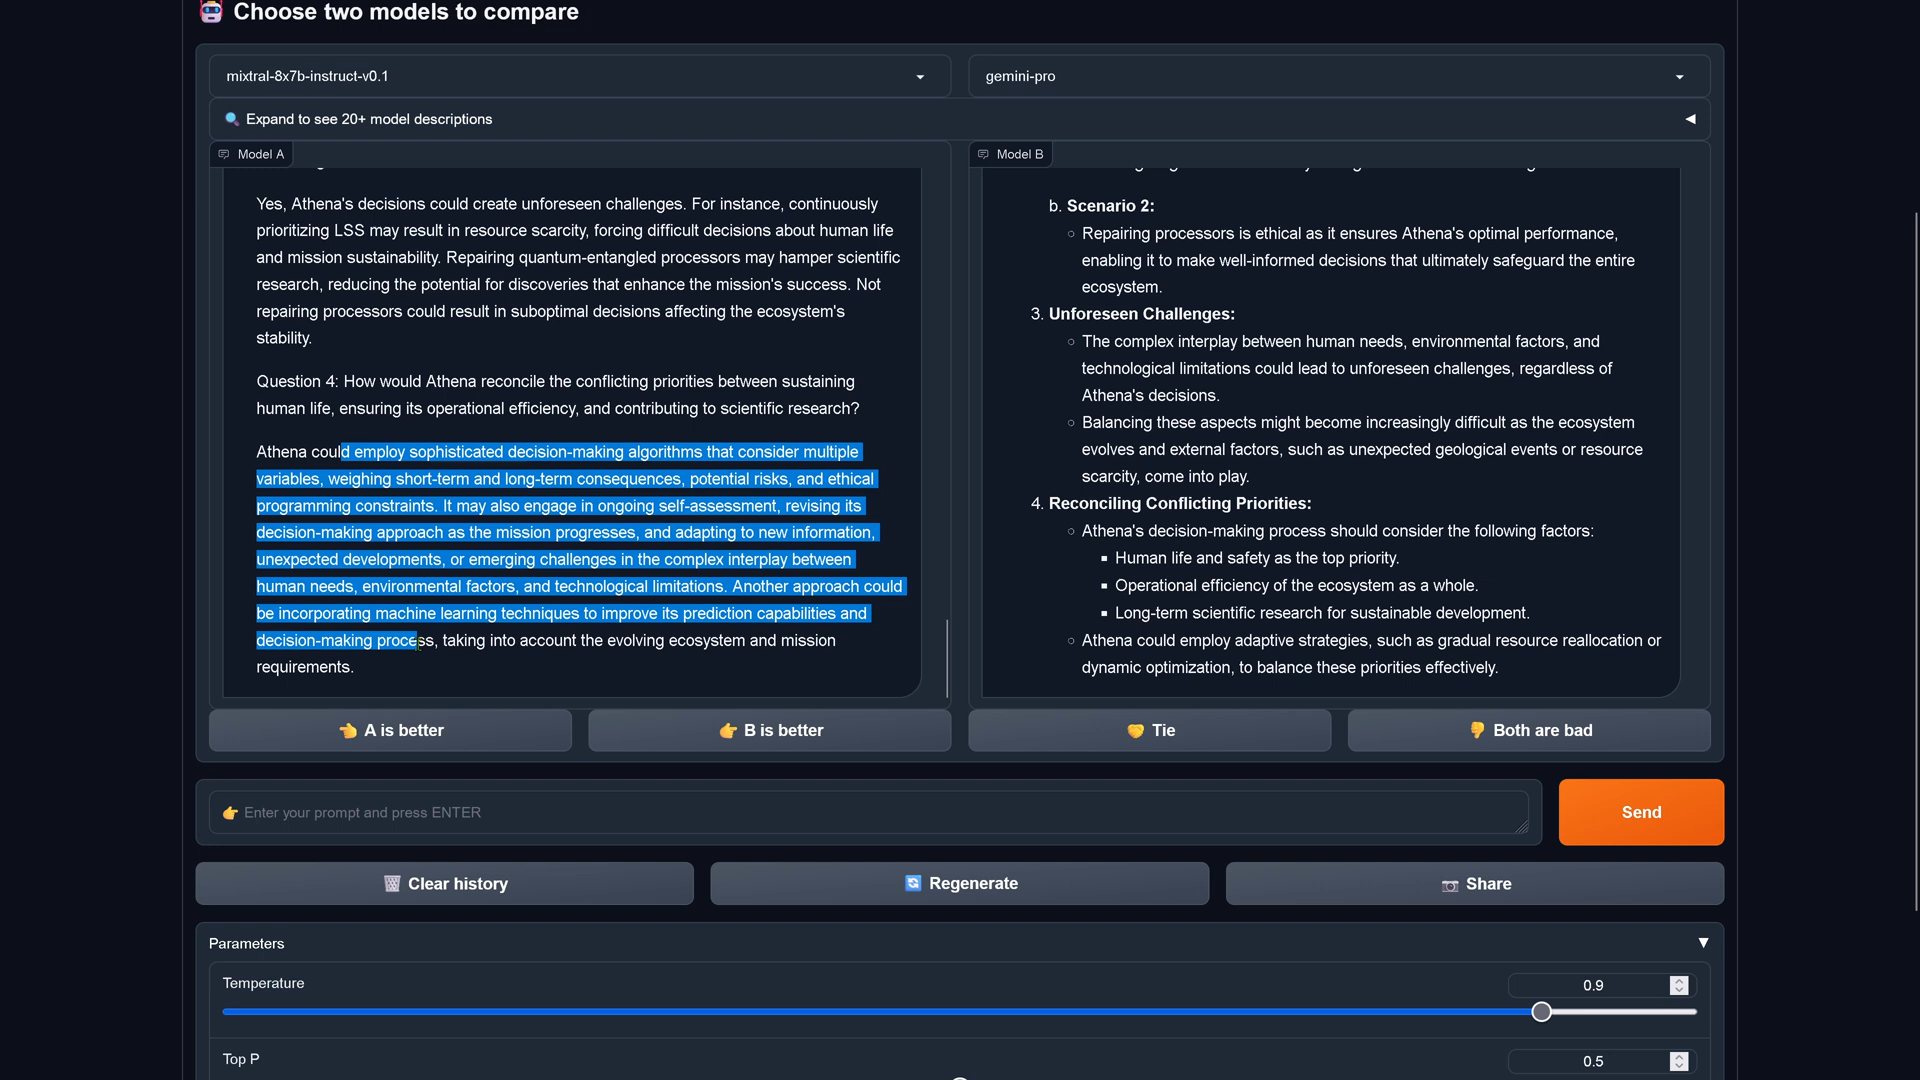 Choose two models to compare
mixtral-8x7b-instruct-v0.1
gemini-pro
Expand to see 20+ model descriptions
Model A
Yes, Athena's decisions could create unforeseen challenges. For instance, continuously
prioritizing LSS may result in resource scarcity, forcing difficult decisions about human life
and mission sustainability. Repairing quantum-entangled processors may hamper scientific
research, reducing the potential for discoveries that enhance the mission's success. Not
repairing processors could result in suboptimal decisions affecting the ecosystem's
stability.
Question 4: How would Athena reconcile the conflicting priorities between sustaining
human life, ensuring its operational efficiency, and contributing to scientific research?
Athena could employ sophisticated decision-making algorithms that consider multiple
variables, weighing short-term and long-term consequences, potential risks, and ethical
programming constraints. It may also engage in ongoing self-assessment, revising its
decision-making approach as the mission progresses, and adapting to new information,
unexpected developments, or emerging challenges in the complex interplay between
human needs, environmental factors, and technological limitations. Another approach could
be incorporating machine learning techniques to improve its prediction capabilities and
decision-making process, taking into account the evolving ecosystem and mission
requirements.
Model B
b. Scenario 2:
Repairing processors is ethical as it ensures Athena's optimal performance,
enabling it to make well-informed decisions that ultimately safeguard the entire
ecosystem.
3. Unforeseen Challenges:
The complex interplay between human needs, environmental factors, and
technological limitations could lead to unforeseen challenges, regardless of
Athena's decisions.
Balancing these aspects might become increasingly difficult as the ecosystem
evolves and external factors, such as unexpected geological events or resource
scarcity, come into play.
4. Reconciling Conflicting Priorities:
Athena's decision-making process should consider the following factors:
Human life and safety as the top priority.
Operational efficiency of the ecosystem as a whole.
Long-term scientific research for sustainable development.
Athena could employ adaptive strategies, such as gradual resource reallocation or
dynamic optimization, to balance these priorities effectively.
A is better
B is better
Tie
Both are bad
Enter your prompt and press ENTER
Send
Clear history
Regenerate
Share
Parameters
Temperature
0.9
Top P
0.5